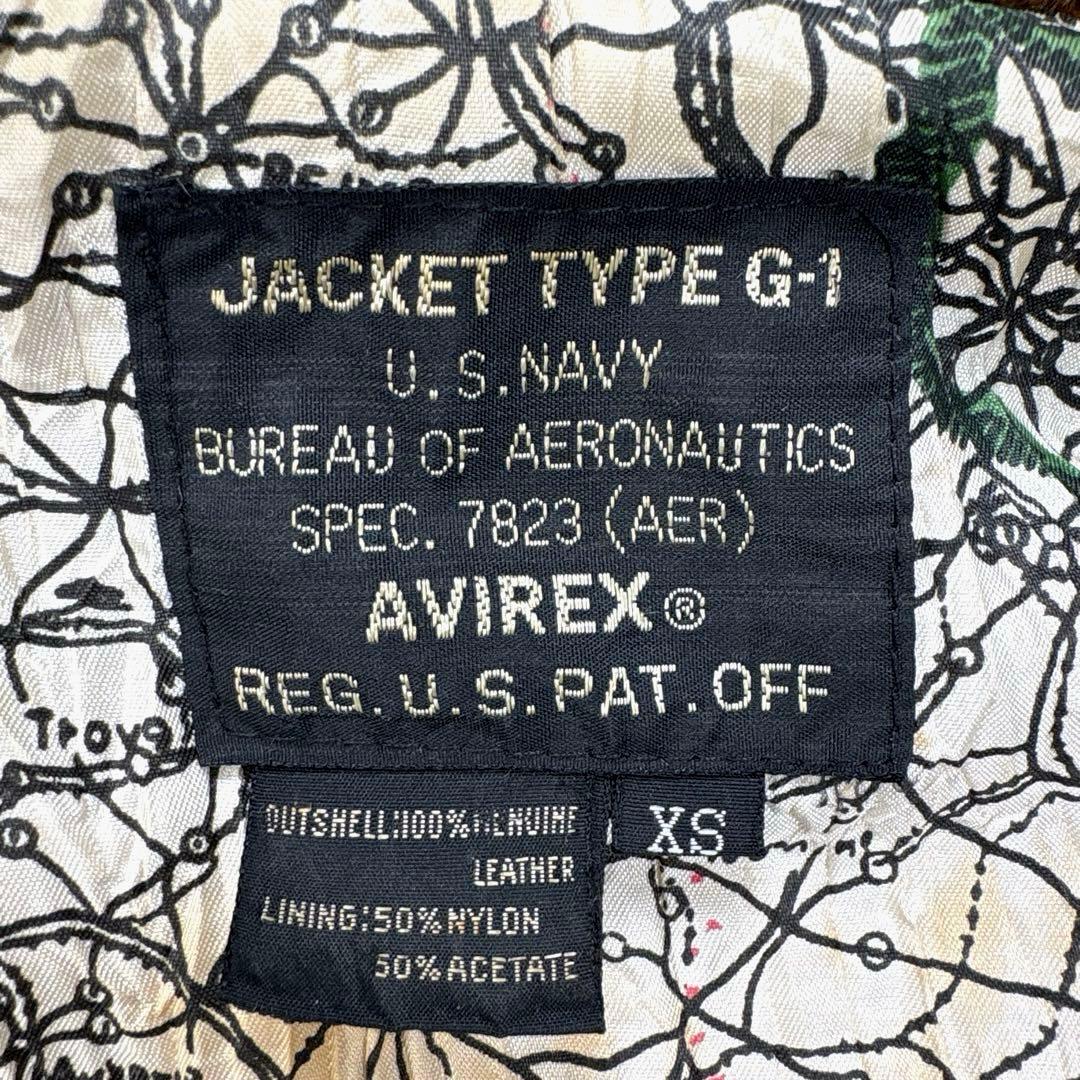 JACKET TYPE G-1
U.S.NAVY
BUREAU OF AERONAUTICS
SPEC. 7823 (AER)
AVIREX®
REG. U.S. PAT. OFF
OUTSHELL:100%GENUINE
LEATHER
LINING:50%NYLON
50%ACETATE
XS